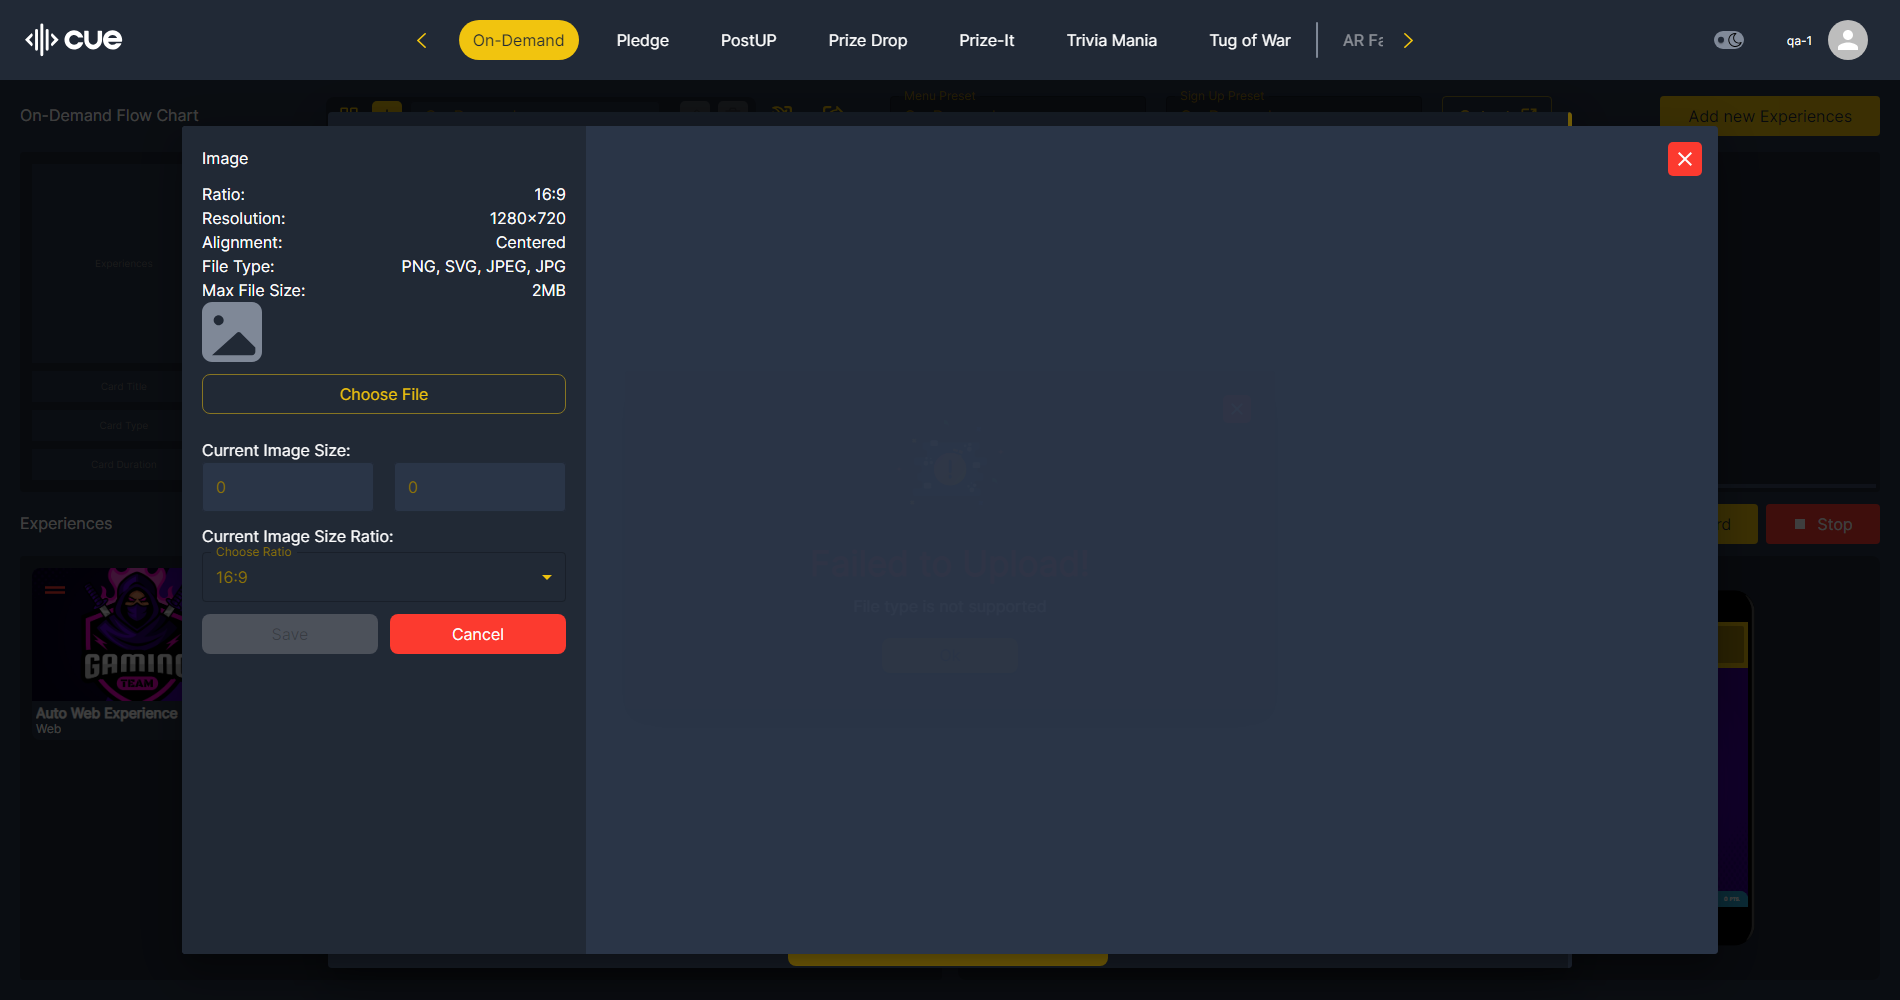 cue
On-Demand
Pledge
PostUP
Prize Drop
Prize-It
Trivia Mania
Tug of War
AR Fa
qa-1
On-Demand Flow Chart
Menu Preset
Sign Up Preset
Add new Experiences
Image
Ratio: 16:9
Resolution: 1280×720
Alignment: Centered
File Type: PNG, SVG, JPEG, JPG
Max File Size: 2MB
Choose File
Current Image Size:
0 0
Current Image Size Ratio:
Choose Ratio
16:9
Save Cancel
Failed to Upload!
File type is not supported
Experiences
Card Title
Card Type
Card Duration
Experiences
rd
Stop
GAMING
TEAM
Auto Web Experience
Web